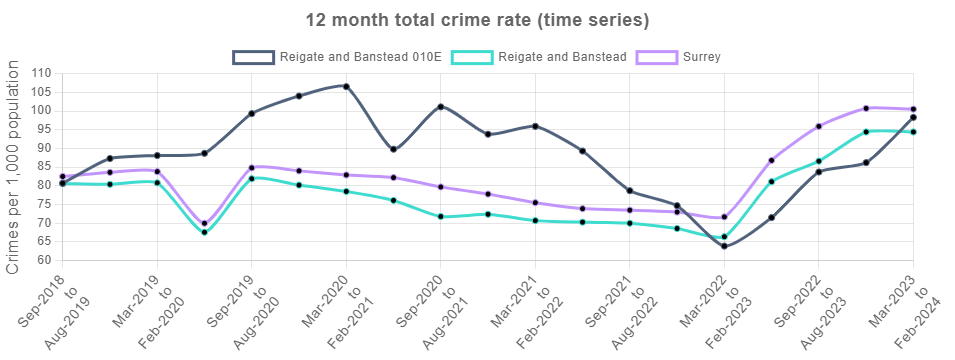 12 month total crime rate (time series)
Reigate and Banstead 010E
Reigate and Banstead
Surrey
Crimes per 1,000 population
110
105
100
95
90
85
80
75
70
65
60
Sep-2018
to
Aug-2019
Mar-2019
to
Feb-2020
Sep-2019
to
Aug-2020
Mar-2020
to
Feb-2021
Sep-2020
to
Aug-2021
Mar-2021
to
Feb-2022
Sep-2021
to
Aug-2022
Mar-2022
to
Feb-2023
Sep-2022
to
Aug-2023
Mar-2023
to
Feb-2024